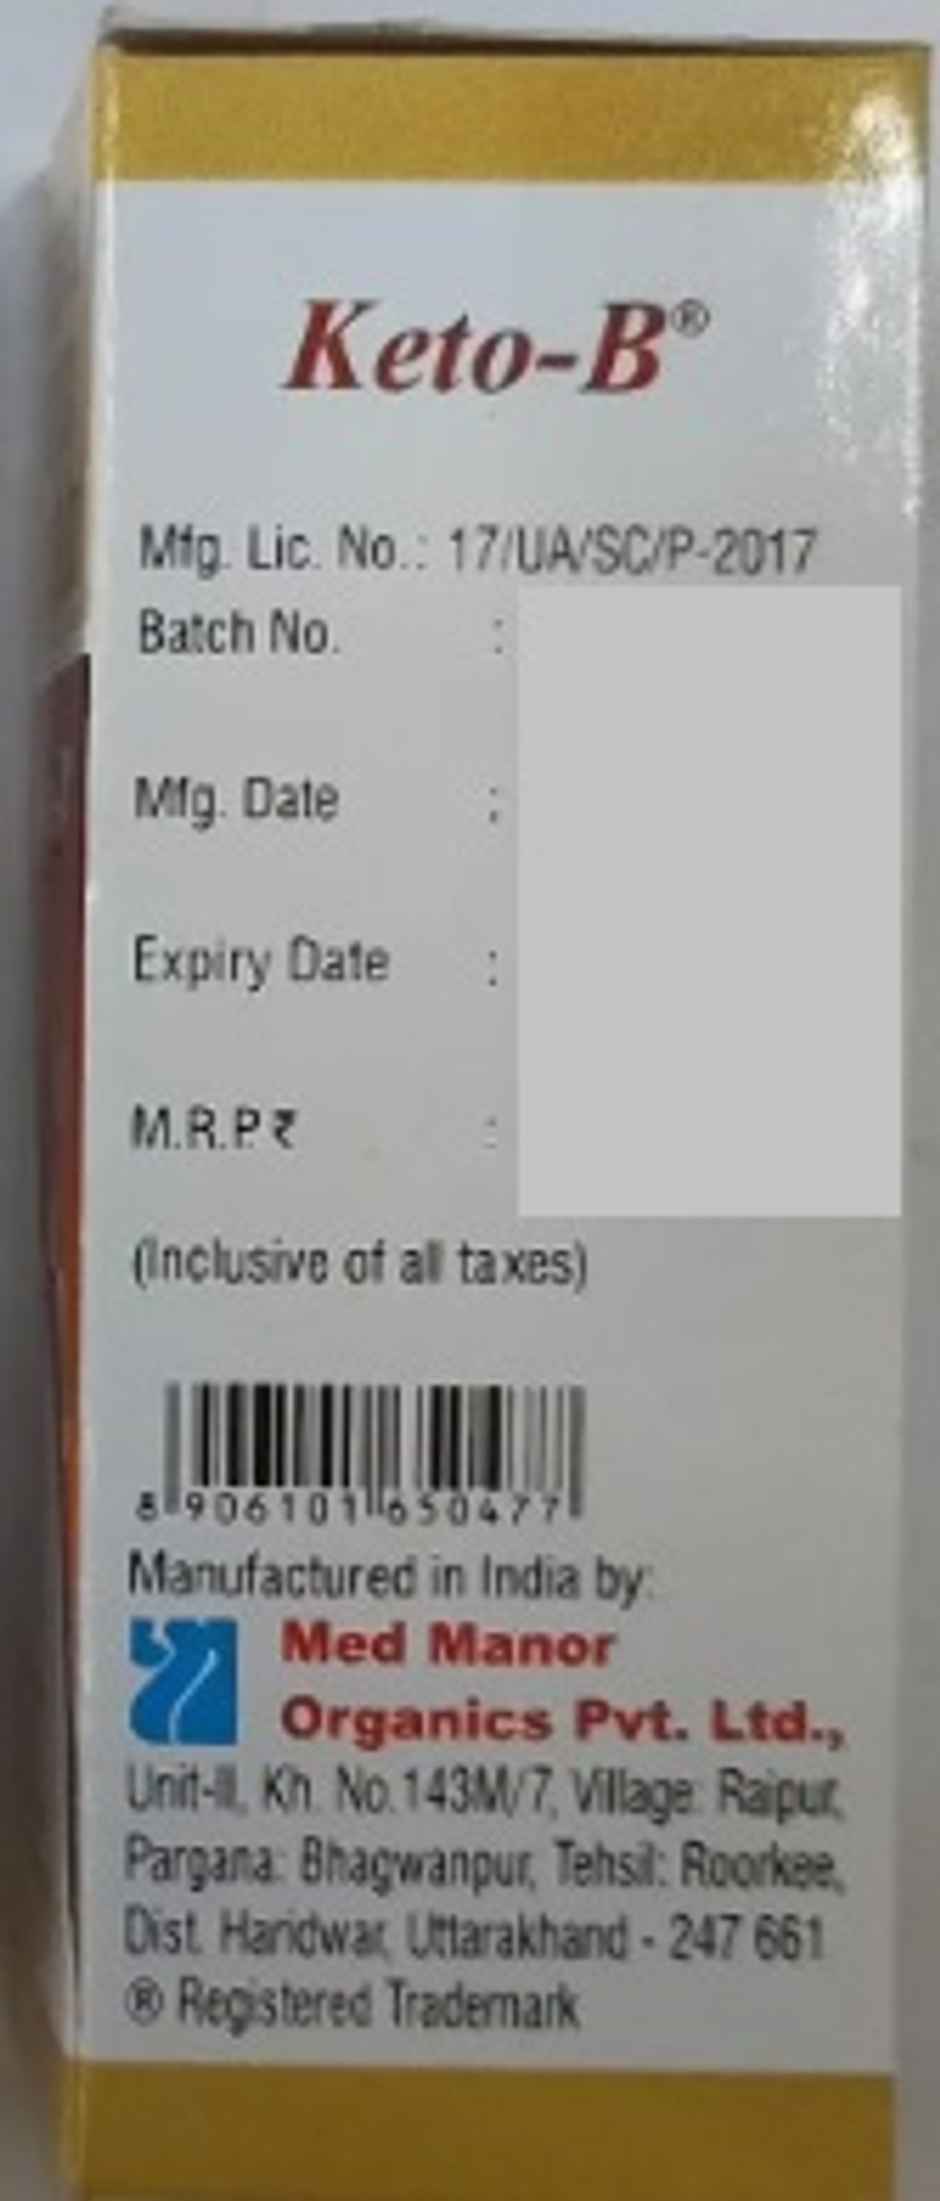 Keto-B®
Mfg. Lic. No.: 17/UA/SC/P-2017
Batch No. :
Mfg. Date :
Expiry Date :
M.R.P ₹ :
(Inclusive of all taxes)
8 906101 650477
Manufactured in India by:
Med Manor
Organics Pvt. Ltd.,
Unit-II, Kh. No.143M/7, Village: Raipur,
Pargana: Bhagwanpur, Tehsil: Roorkee,
Dist. Haridwar, Uttarakhand - 247 661
® Registered Trademark